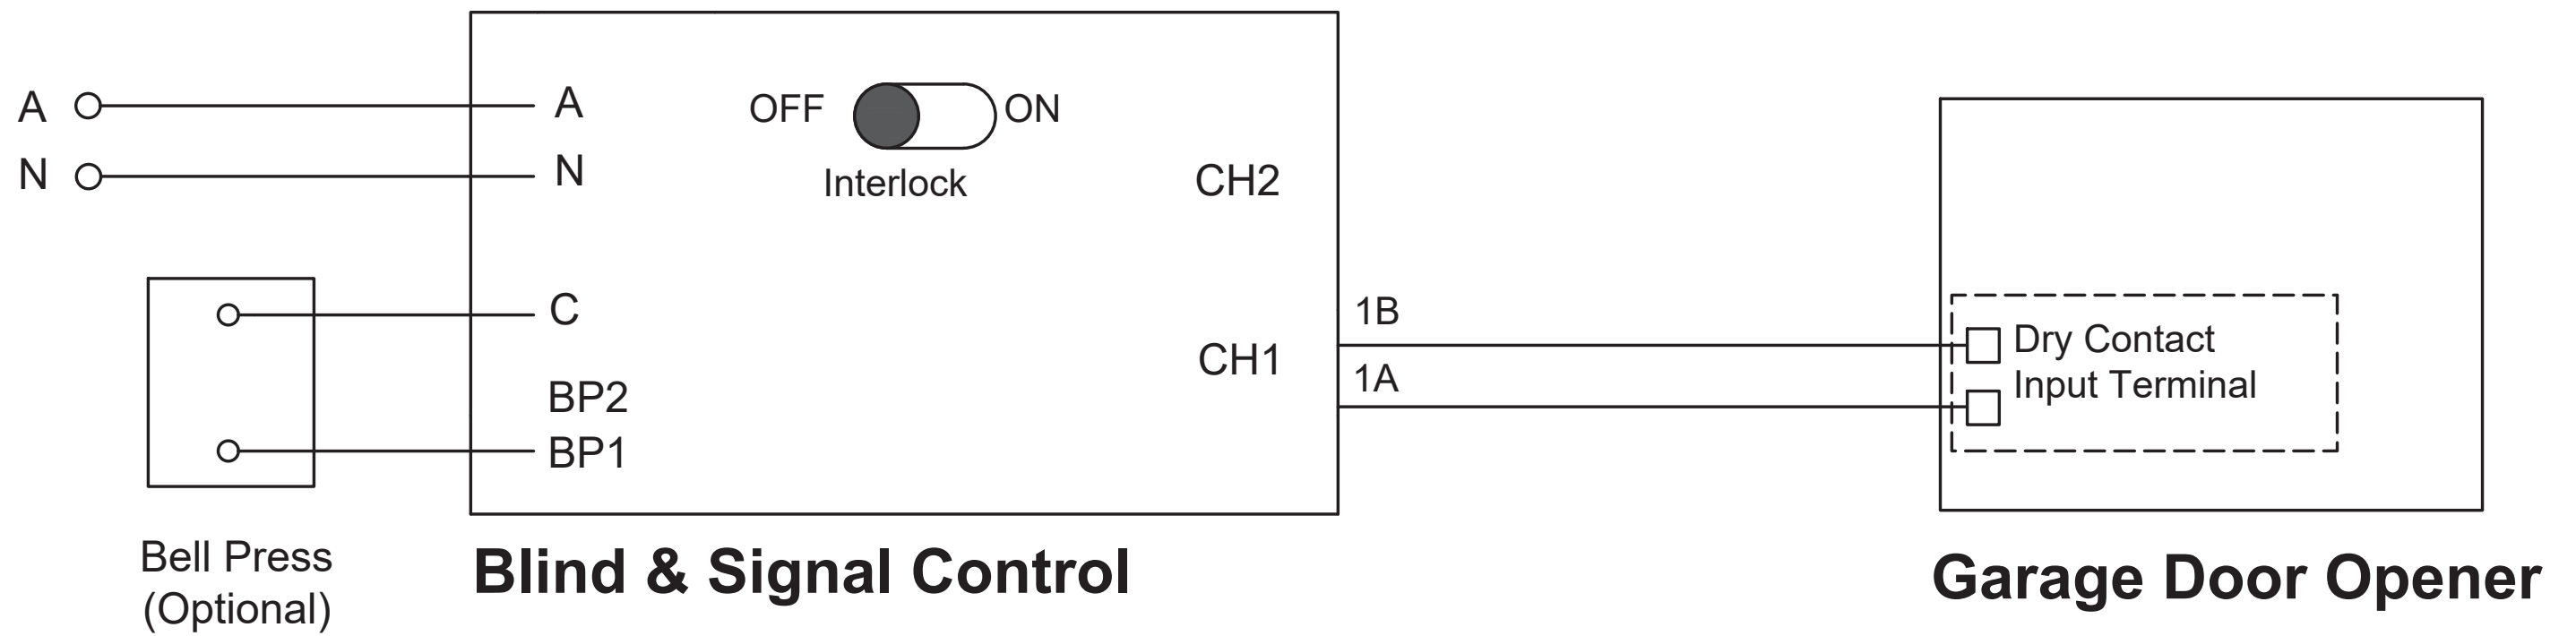 A
N
A
N
OFF
ON
Interlock
CH2
C
BP2
BP1
CH1
1B
1A
Dry Contact
Input Terminal
Bell Press
(Optional)
Blind & Signal Control
Garage Door Opener